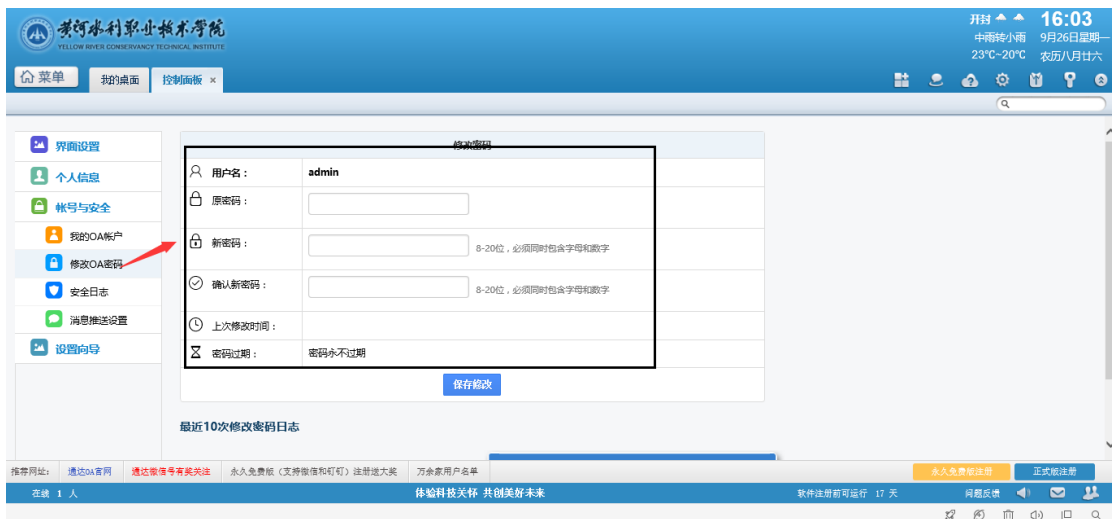 黄河水利职业技术学院
YELLOW RIVER CONSERVANCY TECHNICAL INSTITUTE
开封
16:03
中雨转小雨
9月26日星期一
23℃~20℃
农历八月廿六
菜单
我的桌面
控制面板 ×
界面设置
个人信息
帐号与安全
我的OA帐户
修改OA密码
安全日志
消息推送设置
设置向导
修改密码
用户名：
admin
原密码：
新密码：
8-20位，必须同时包含字母和数字
确认新密码：
8-20位，必须同时包含字母和数字
上次修改时间：
密码过期：
密码永不过期
保存修改
最近10次修改密码日志
推荐网址： 通达OA官网 通达微信号有奖关注 永久免费版（支持微信和钉钉）注册送大奖 万余家用户名单
永久免费版注册 正式版注册
在线 1 人
体验科技关怀 共创美好未来
软件注册前可运行 17 天
问题反馈